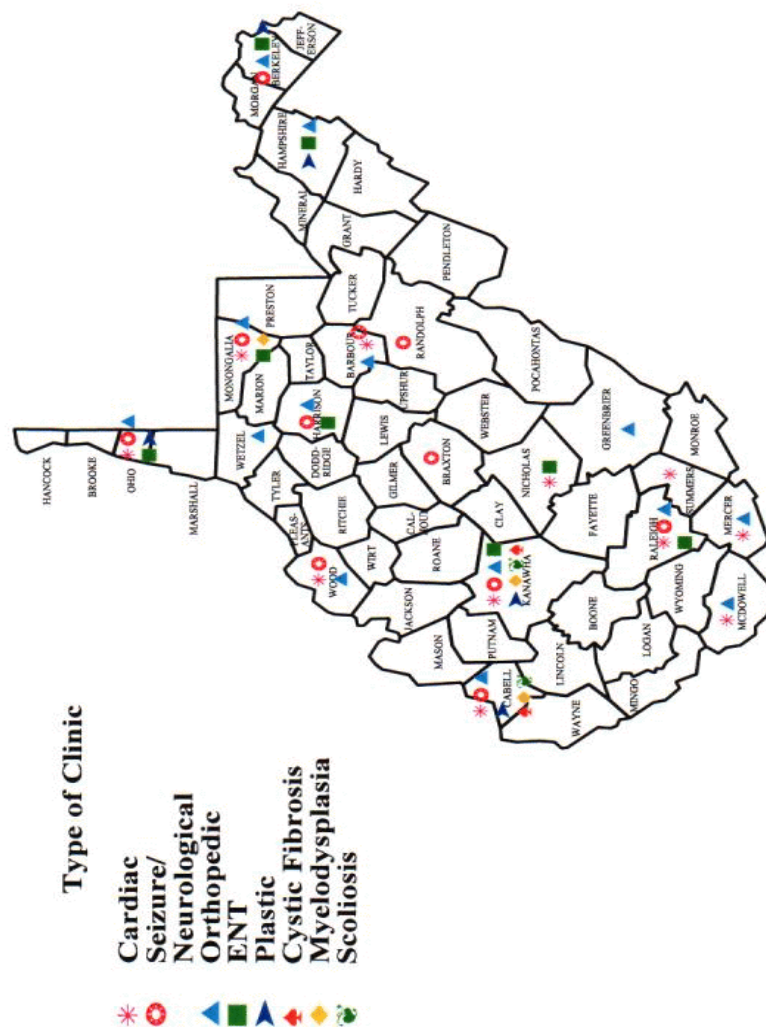 Type of Clinic
Cardiac
Seizure/
Neurological
Orthopedic
ENT
Plastic
Cystic Fibrosis
Myelodysplasia
Scoliosis
HANCOCK
BROOKE
OHIO
MARSHALL
WETZEL
MONONGALIA
MARION
PRESTON
TAYLOR
HARRISON
DODD-
RIDGE
TYLER
PLEAS-
ANTS
WOOD
RITCHIE
WIRT
CAL-
HOUN
GILMER
LEWIS
BARBOUR
UPSHUR
TUCKER
RANDOLPH
MINERAL
GRANT
HARDY
HAMPSHIRE
MORGAN
BERKELEY
JEFF-
ERSON
PENDLETON
POCAHONTAS
WEBSTER
BRAXTON
CLAY
ROANE
JACKSON
MASON
PUTNAM
KANAWHA
NICHOLAS
GREENBRIER
FAYETTE
MONROE
SUMMERS
RALEIGH
MERCER
WYOMING
MCDOWELL
BOONE
LOGAN
MINGO
LINCOLN
WAYNE
CABELL